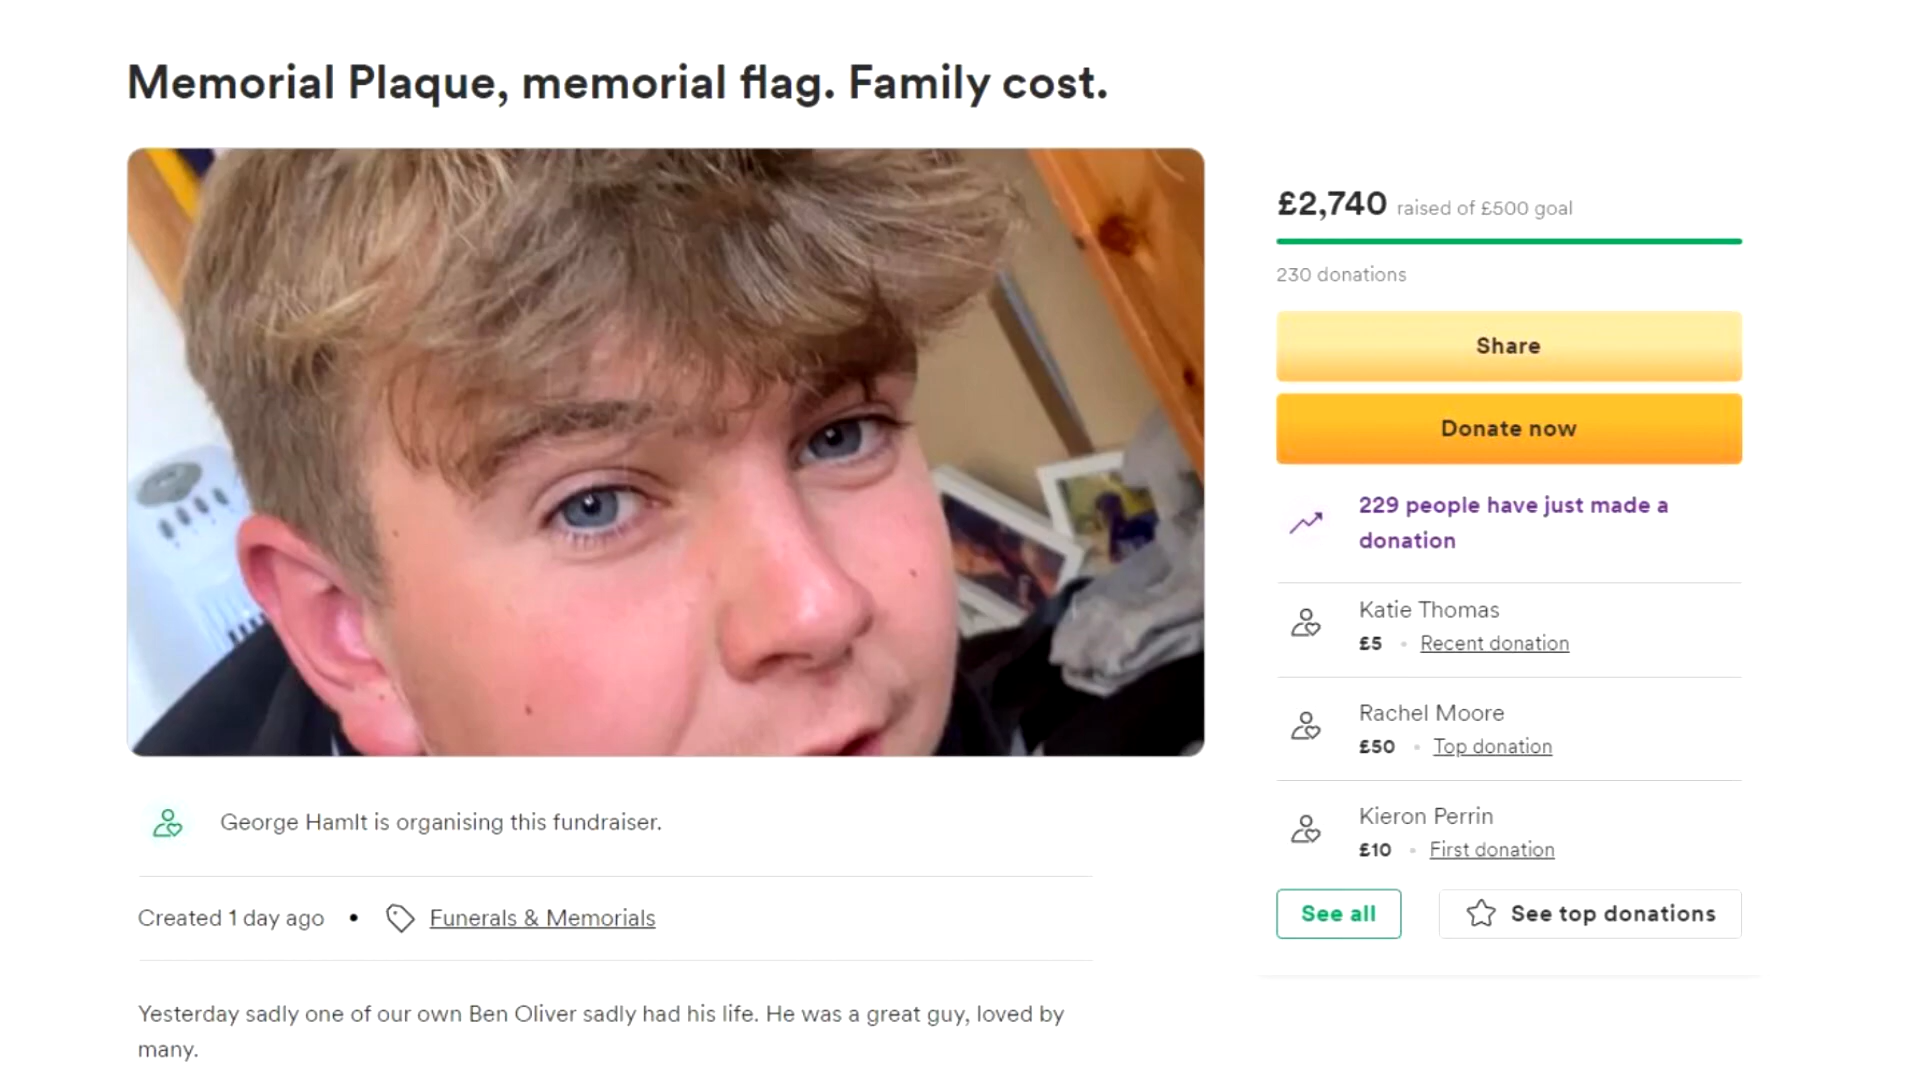 Memorial Plaque, memorial flag. Family cost.
£2,740 raised of £500 goal
230 donations
Share
Donate now
229 people have just made a
donation
Katie Thomas
£5 • Recent donation
Rachel Moore
£50 • Top donation
Kieron Perrin
£10 • First donation
See all
See top donations
George Hamlt is organising this fundraiser.
Created 1 day ago • Funerals & Memorials
Yesterday sadly one of our own Ben Oliver sadly had his life. He was a great guy, loved by
many.